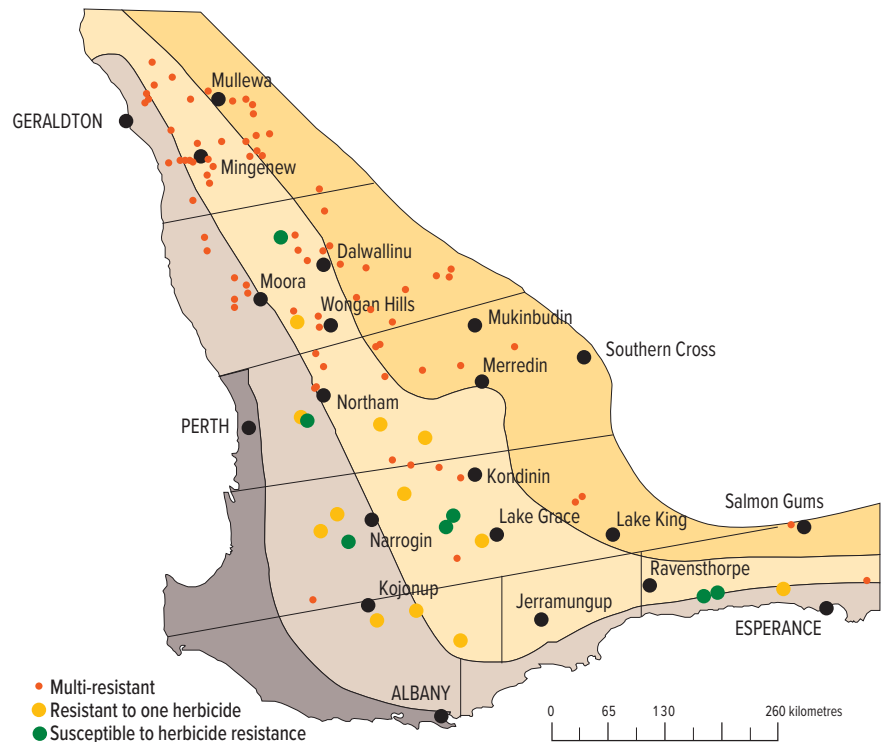 Mullewa
GERALDTON
Mingenew
Dalwallinu
Moora
Wongan Hills
Mukinbudin
Southern Cross
Merredin
Northam
PERTH
Kondinin
Salmon Gums
Lake Grace
Lake King
Narrogin
Ravensthorpe
Kojonup
Jerramungup
ESPERANCE
Multi-resistant
ALBANY
Resistant to one herbicide
Susceptible to herbicide resistance
0 65 130 260 kilometres